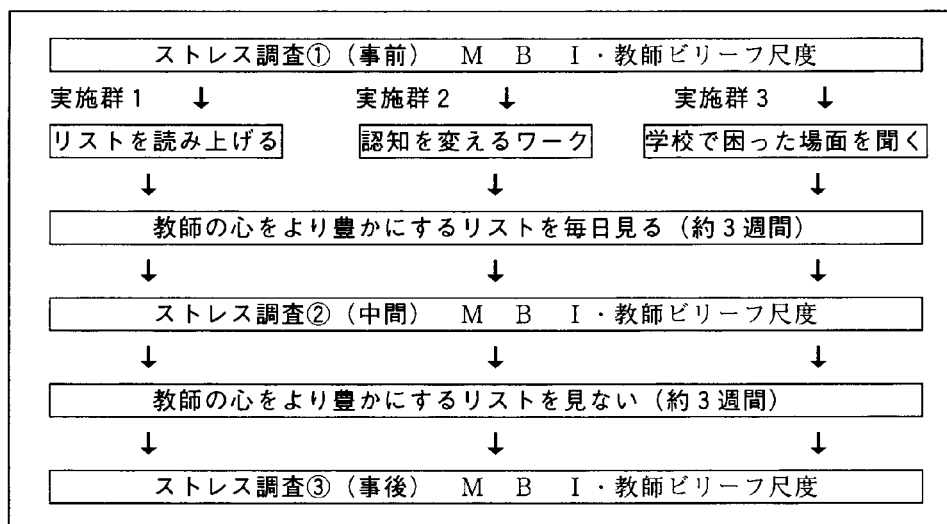 ストレス調査①（事前）　M　B　I・教師ビリーフ尺度
実施群1　↓　実施群2　↓　実施群3　↓
リストを読み上げる　認知を変えるワーク　学校で困った場面を聞く
↓　↓　↓
教師の心をより豊かにするリストを毎日見る（約3週間）
↓　↓　↓
ストレス調査②（中間）　M　B　I・教師ビリーフ尺度
↓　↓　↓
教師の心をより豊かにするリストを見ない（約3週間）
↓　↓　↓
ストレス調査③（事後）　M　B　I・教師ビリーフ尺度